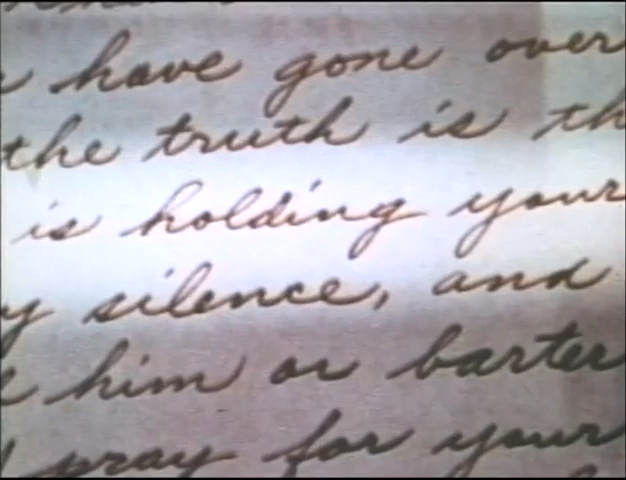 have gone over
the truth is th
is holding your
y silence, and
him or barter
pray for your